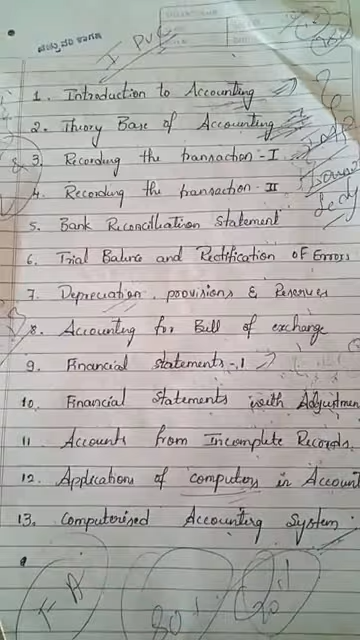 I PUC
1. Introduction to Accounting
2. Theory Base of Accounting
3. Recording the transaction - I
4. Recording the transaction - II
5. Bank Reconciliation Statement
6. Trial Balance and Rectification of Errors
7. Depreciation, provisions & Reserves
8. Accounting for Bill of exchange
9. Financial Statements - 1
10. Financial Statements with Adjustmen
11 Accounts from Incomplete Records.
12. Applications of computers in Account
13. Computerised Accounting System